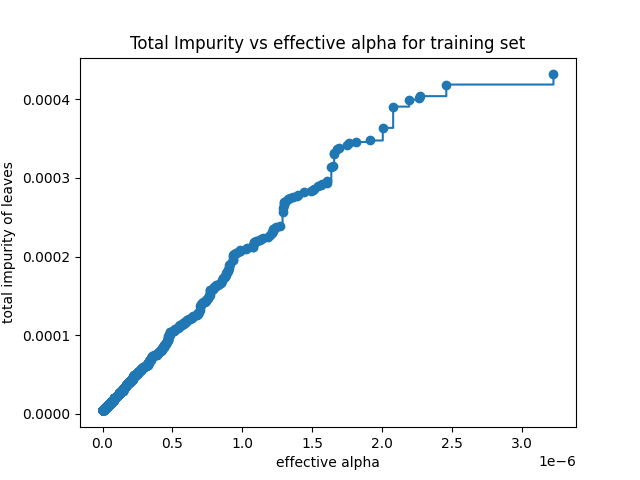 Total Impurity vs effective alpha for training set
total impurity of leaves
0.0004
0.0003
0.0002
0.0001
0.0000
0.0 0.5 1.0 1.5 2.0 2.5 3.0
1e−6
effective alpha